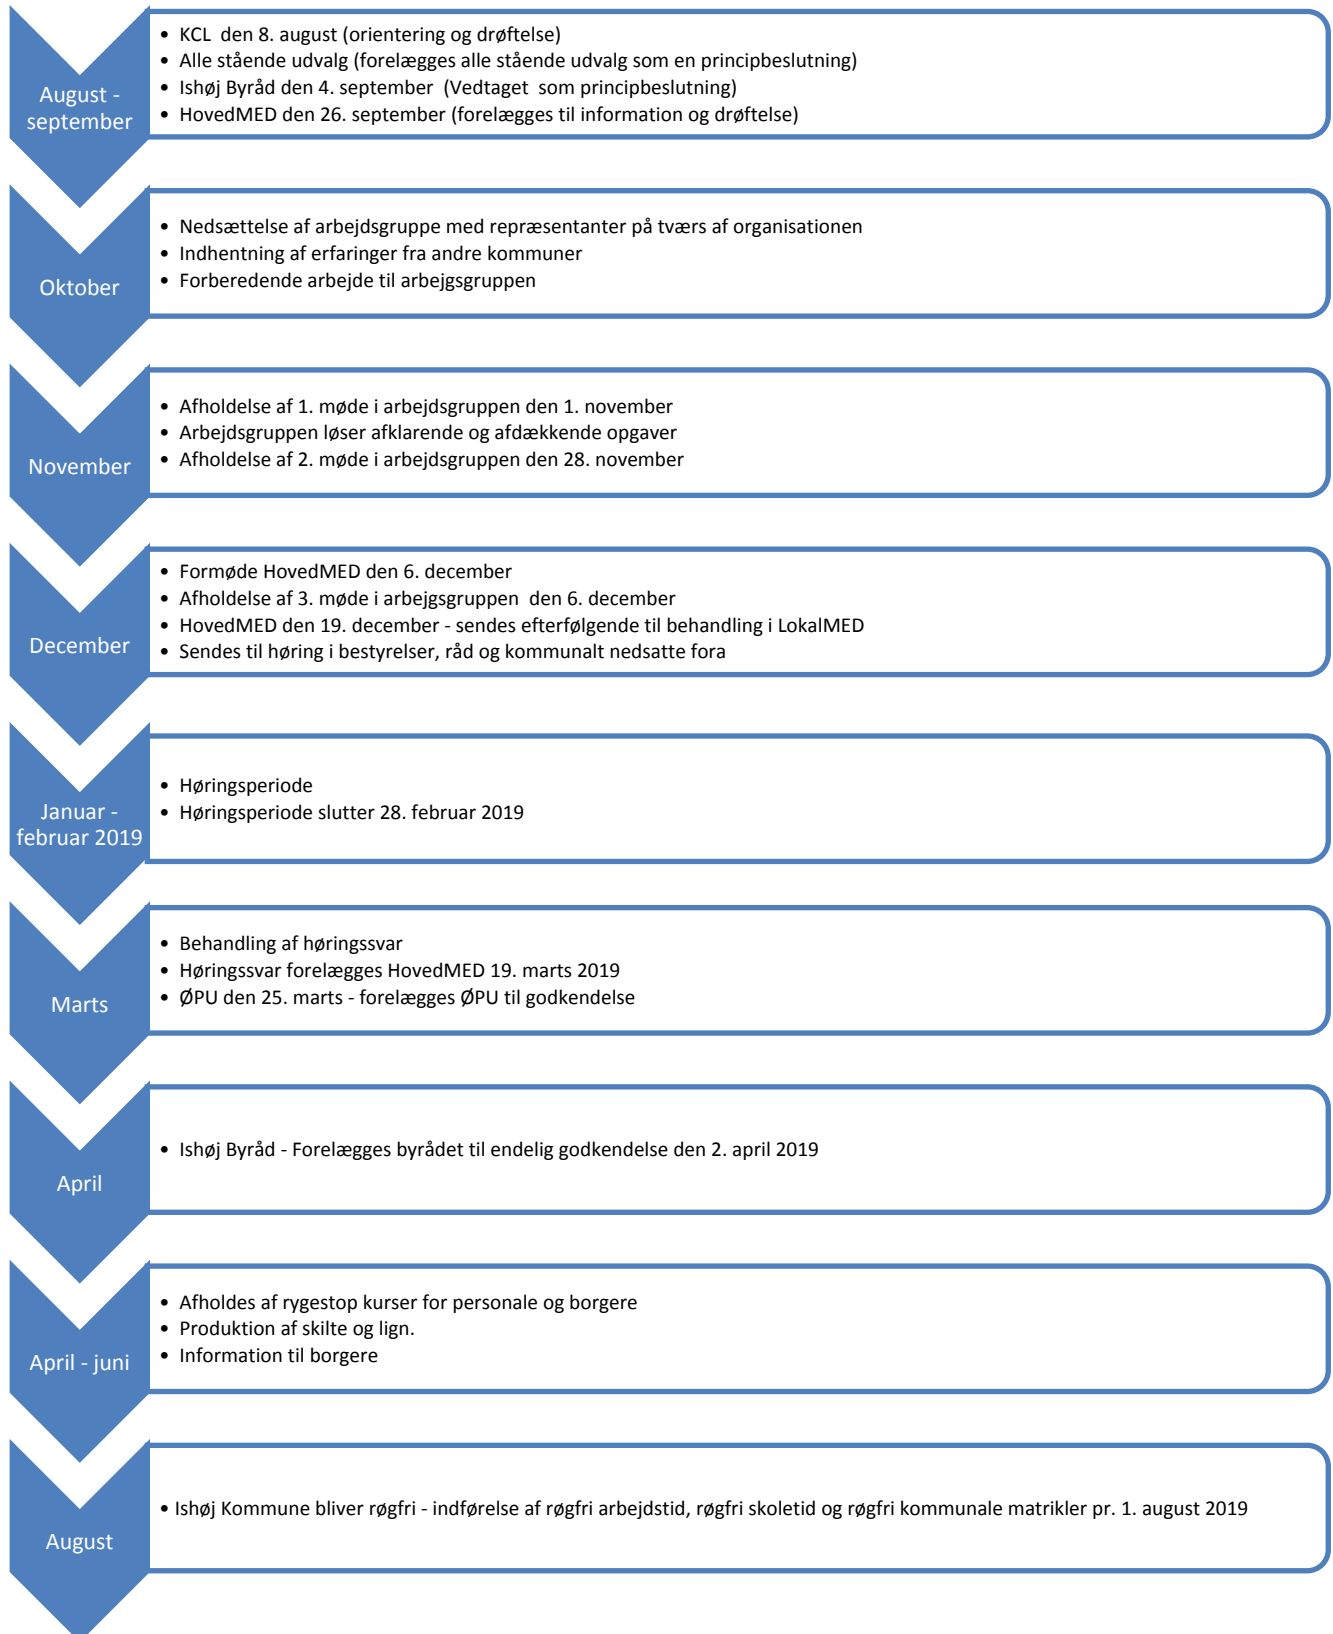 August -
september
• KCL den 8. august (orientering og drøftelse)
• Alle stående udvalg (forelægges alle stående udvalg som en principbeslutning)
• Ishøj Byråd den 4. september (Vedtaget som principbeslutning)
• HovedMED den 26. september (forelægges til information og drøftelse)
Oktober
• Nedsættelse af arbejdsgruppe med repræsentanter på tværs af organisationen
• Indhentning af erfaringer fra andre kommuner
• Forberedende arbejde til arbejgsgruppen
November
• Afholdelse af 1. møde i arbejdsgruppen den 1. november
• Arbejdsgruppen løser afklarende og afdækkende opgaver
• Afholdelse af 2. møde i arbejdsgruppen den 28. november
December
• Formøde HovedMED den 6. december
• Afholdelse af 3. møde i arbejgsgruppen den 6. december
• HovedMED den 19. december - sendes efterfølgende til behandling i LokalMED
• Sendes til høring i bestyrelser, råd og kommunalt nedsatte fora
Januar -
februar 2019
• Høringsperiode
• Høringsperiode slutter 28. februar 2019
Marts
• Behandling af høringssvar
• Høringssvar forelægges HovedMED 19. marts 2019
• ØPU den 25. marts - forelægges ØPU til godkendelse
April
• Ishøj Byråd - Forelægges byrådet til endelig godkendelse den 2. april 2019
April - juni
• Afholdes af rygestop kurser for personale og borgere
• Produktion af skilte og lign.
• Information til borgere
August
• Ishøj Kommune bliver røgfri - indførelse af røgfri arbejdstid, røgfri skoletid og røgfri kommunale matrikler pr. 1. august 2019